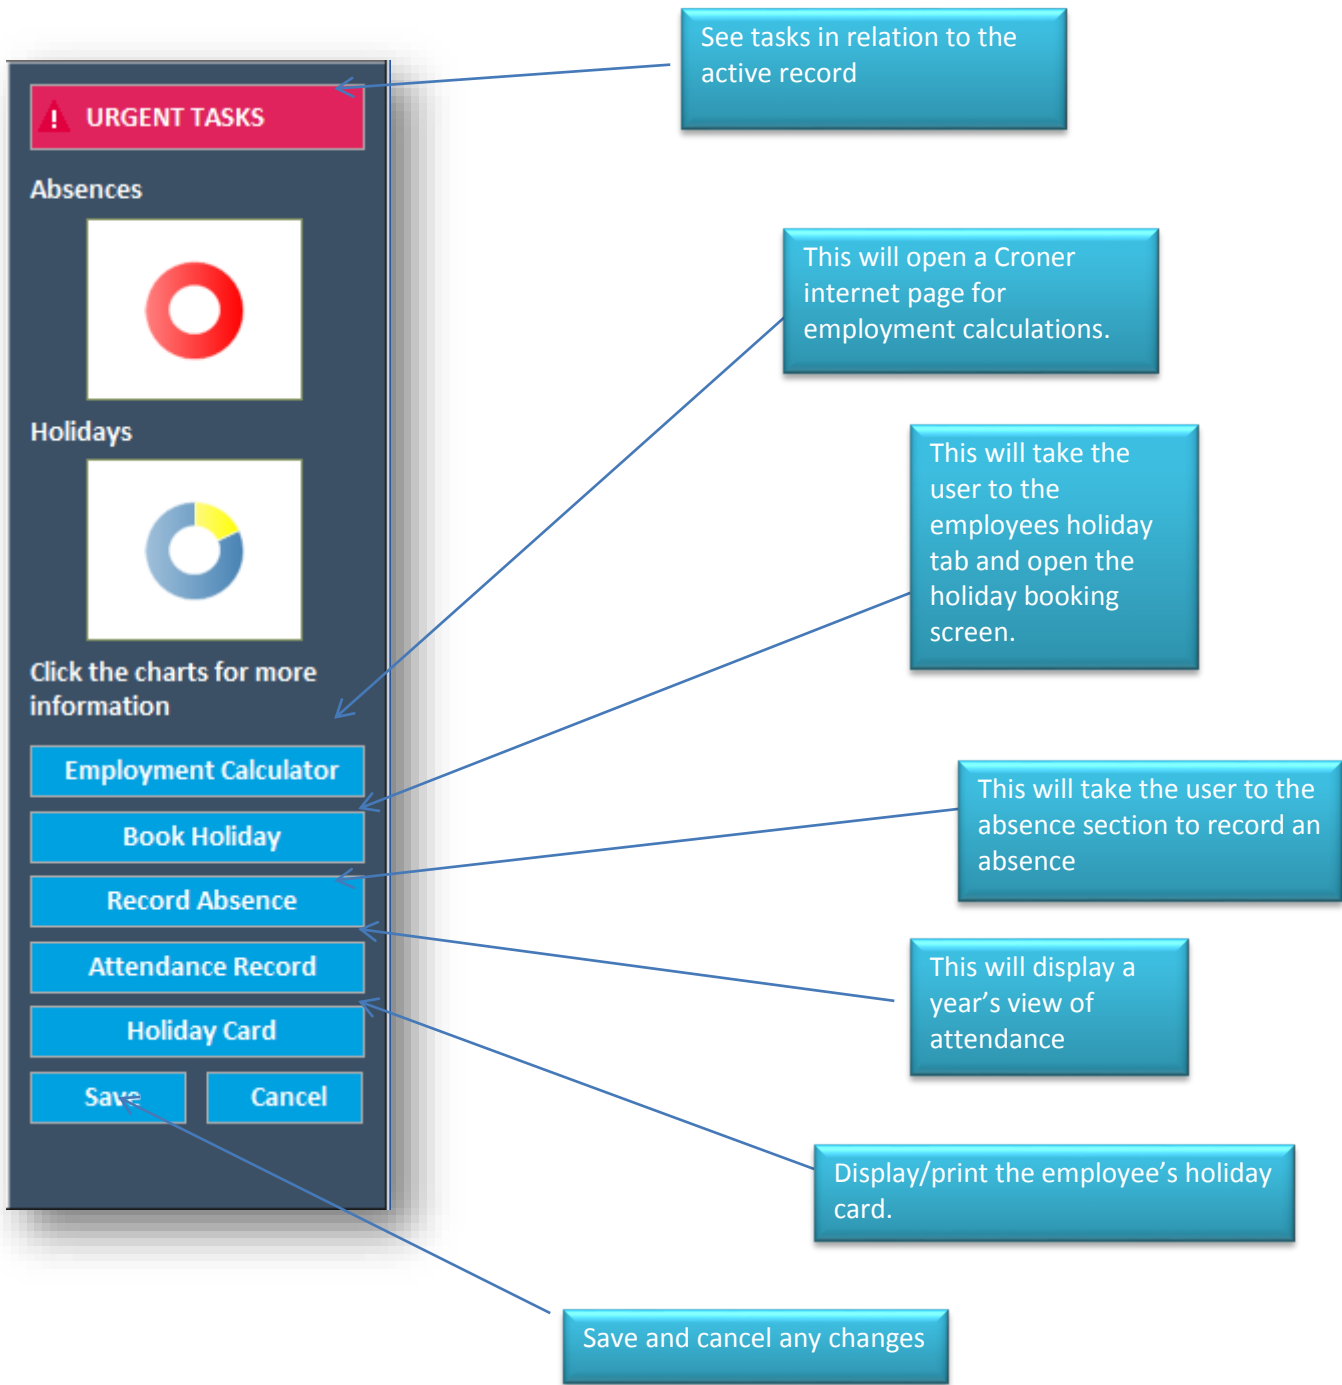 See tasks in relation to the
active record
URGENT TASKS
Absences
This will open a Croner
internet page for
employment calculations.
Holidays
This will take the
user to the
employees holiday
tab and open the
holiday booking
screen.
Click the charts for more
information
Employment Calculator
This will take the user to the
absence section to record an
absence
Book Holiday
Record Absence
Attendance Record
This will display a
year’s view of
attendance
Holiday Card
Save
Cancel
Display/print the employee’s holiday
card.
Save and cancel any changes